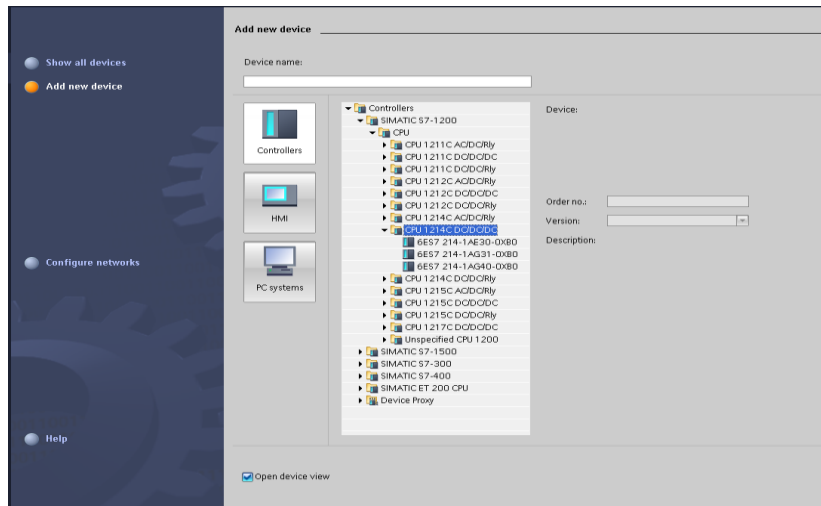 Add new device
Show all devices
Add new device
Configure networks
Help
Device name:
Controllers
HMI
PC systems
Controllers
SIMATIC S7-1200
CPU
CPU 1211C AC/DC/Rly
CPU 1211C DC/DC/DC
CPU 1211C DC/DC/Rly
CPU 1212C AC/DC/Rly
CPU 1212C DC/DC/DC
CPU 1212C DC/DC/Rly
CPU 1214C AC/DC/Rly
CPU 1214C DC/DC/DC
6ES7 214-1AE30-0XB0
6ES7 214-1AG31-0XB0
6ES7 214-1AG40-0XB0
CPU 1214C DC/DC/Rly
CPU 1215C AC/DC/Rly
CPU 1215C DC/DC/DC
CPU 1215C DC/DC/Rly
CPU 1217C DC/DC/DC
Unspecified CPU 1200
SIMATIC S7-1500
SIMATIC S7-300
SIMATIC S7-400
SIMATIC ET 200 CPU
Device Proxy
Device:
Order no.:
Version:
Description:
Open device view